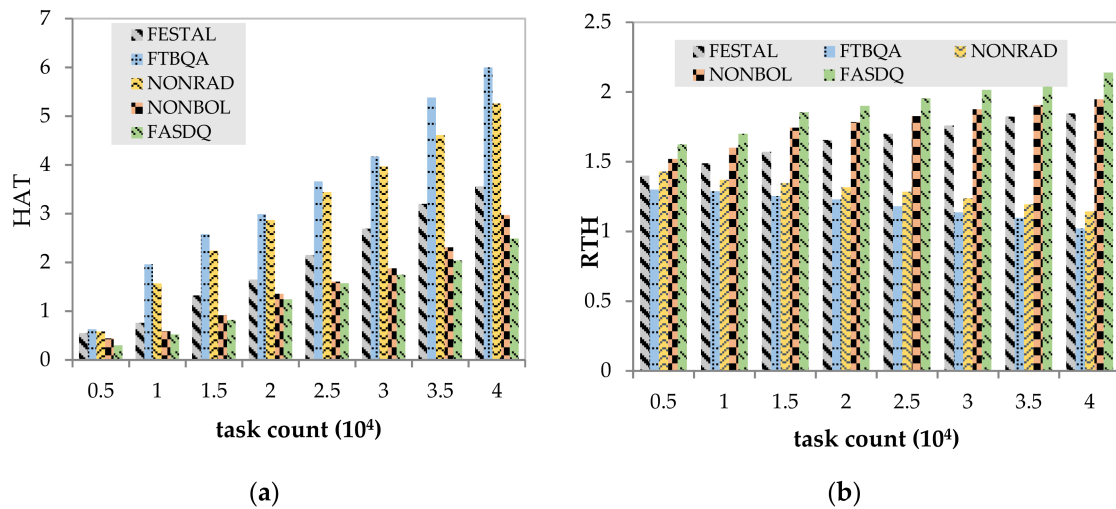 HAT
7
6
5
4
3
2
1
0
FESTAL
FTBQA
NONRAD
NONBOL
FASDQ
0.5 1 1.5 2 2.5 3 3.5 4
task count (10⁴)
(a)
RTH
2.5
2
1.5
1
0.5
0
FESTAL FTBQA NONRAD
NONBOL FASDQ
0.5 1 1.5 2 2.5 3 3.5 4
task count (10⁴)
(b)